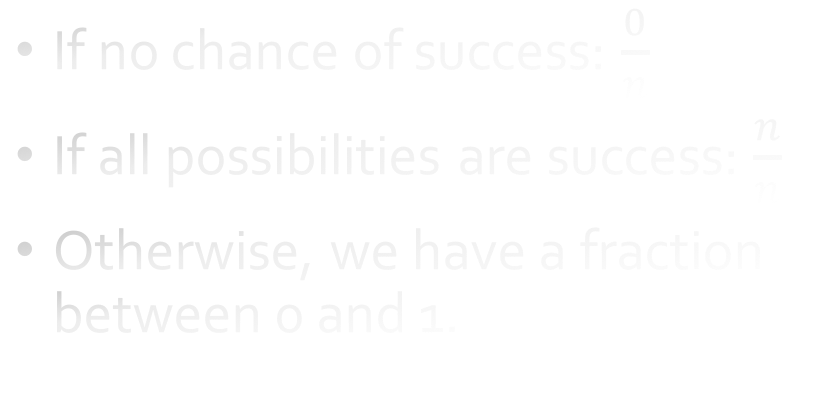 • If no chance of success: 0/n
• If all possibilities are success: n/n
• Otherwise, we have a fraction
between 0 and 1.